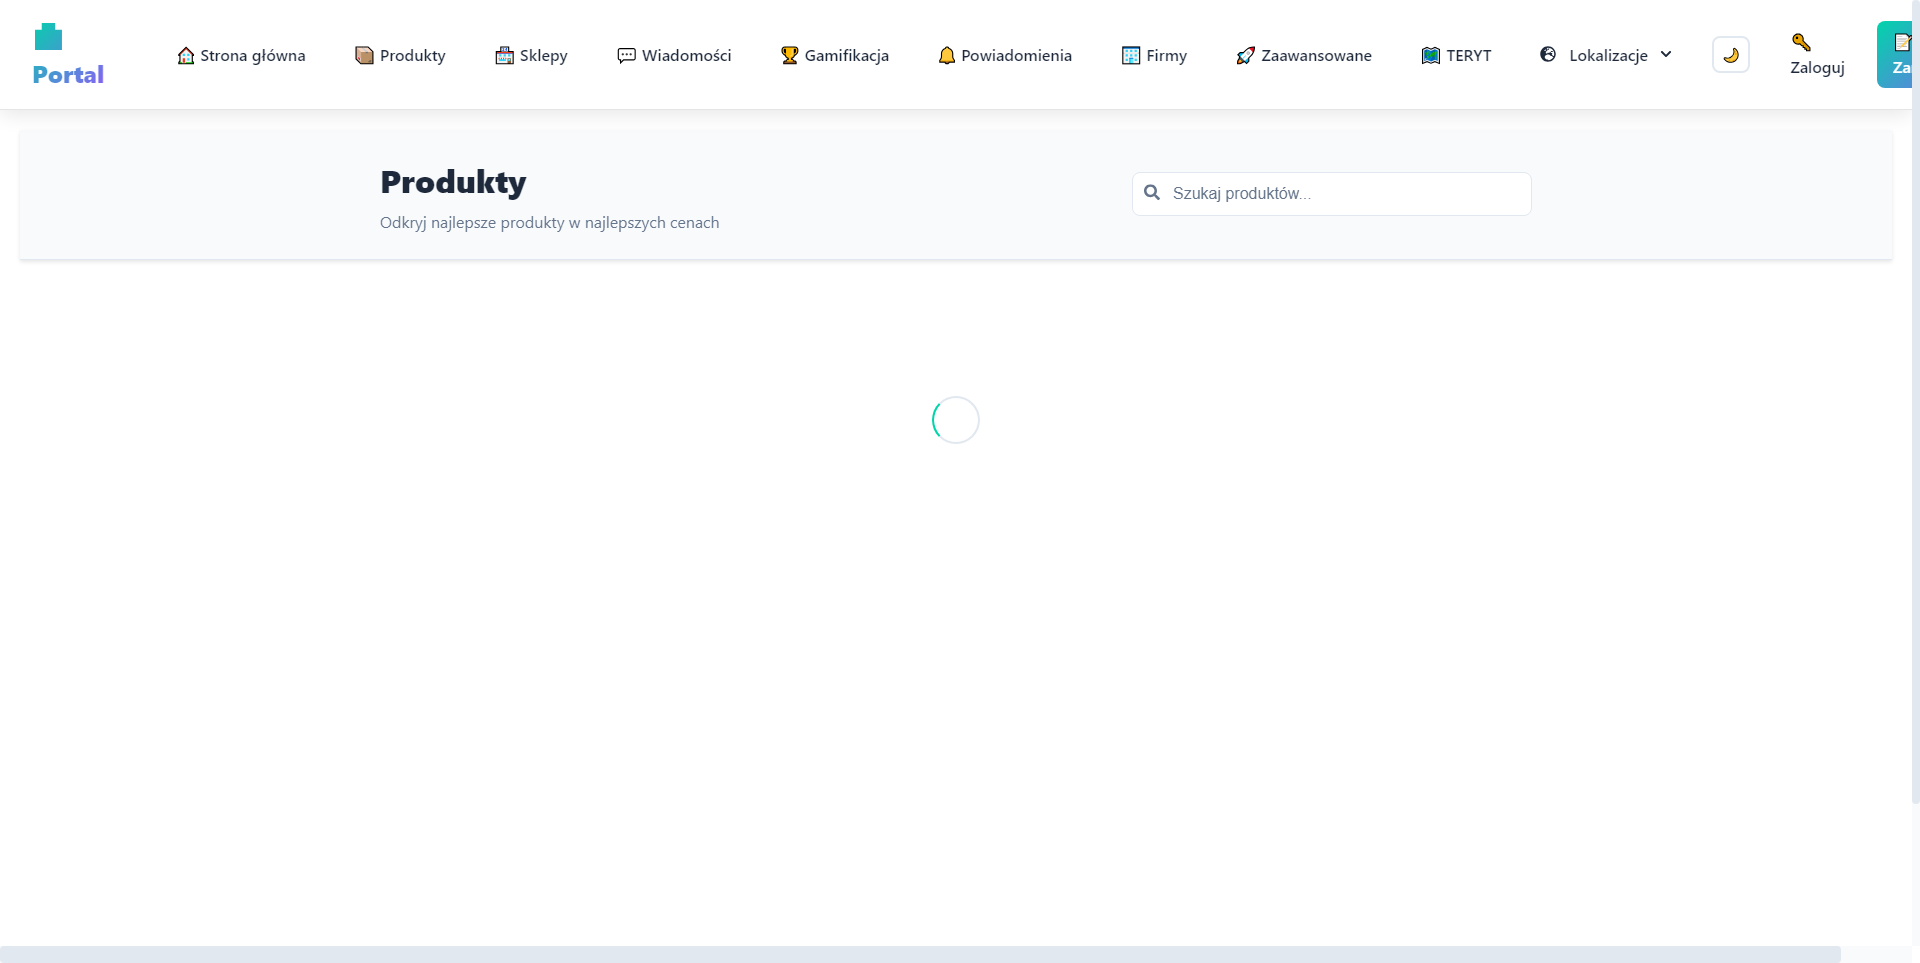 Portal
Strona główna
Produkty
Sklepy
Wiadomości
Gamifikacja
Powiadomienia
Firmy
Zaawansowane
TERYT
Lokalizacje
Zaloguj
Za
Produkty
Odkryj najlepsze produkty w najlepszych cenach
Szukaj produktów...